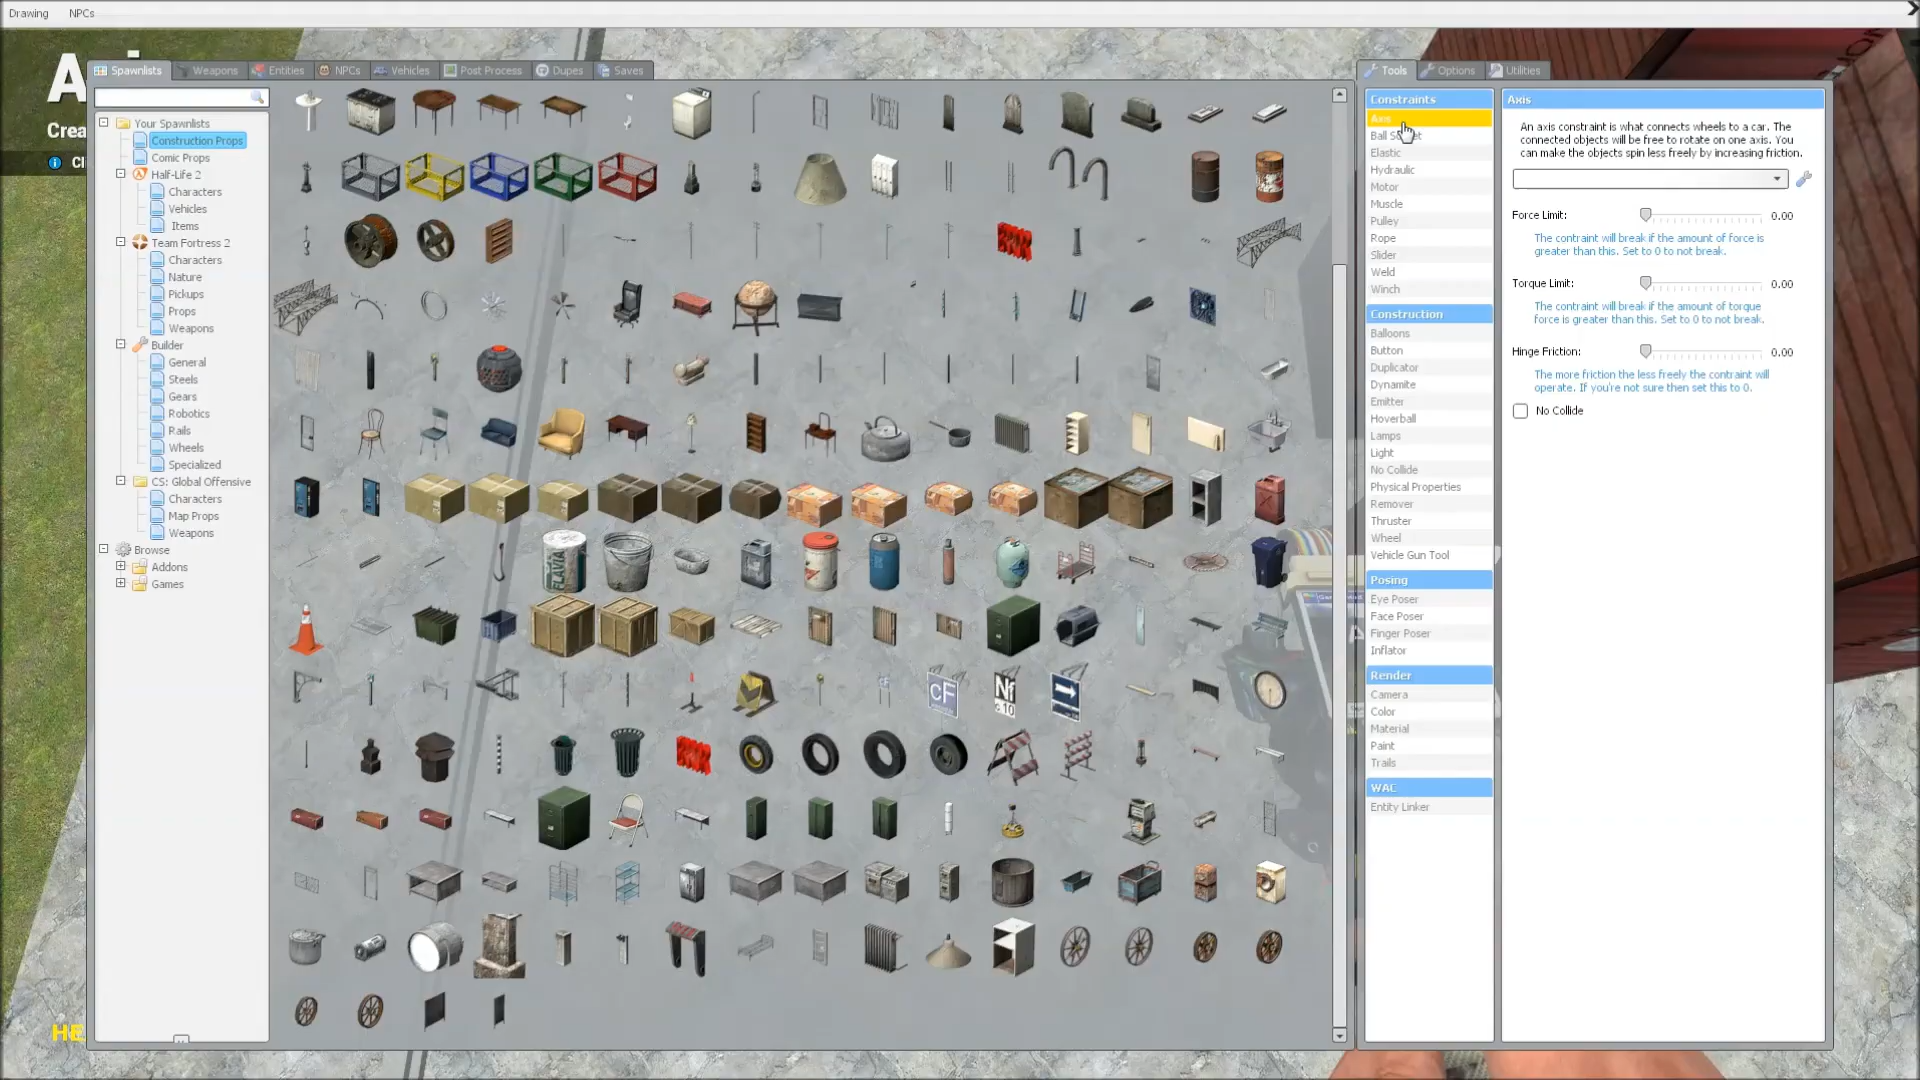 Drawing NPCs
A
Crea
Cl
HE
Spawnlists Weapons Entities NPCs Vehicles Post Process Dupes Saves
Your Spawnlists
Construction Props
Comic Props
Half-Life 2
Characters
Vehicles
Items
Team Fortress 2
Characters
Nature
Pickups
Props
Weapons
Builder
General
Steels
Gears
Robotics
Rails
Wheels
Specialized
CS: Global Offensive
Characters
Map Props
Weapons
Browse
Addons
Games
FLAVIA
CF
CF
Nf
c 10
Tools Options Utilities
Constraints
Axis
Elastic
Hydraulic
Motor
Muscle
Pulley
Rope
Slider
Weld
Winch
Construction
Balloons
Button
Duplicator
Dynamite
Emitter
Hoverball
Lamps
Light
No Collide
Physical Properties
Remover
Thruster
Wheel
Vehicle Gun Tool
Posing
Eye Poser
Face Poser
Finger Poser
Inflator
Render
Camera
Color
Material
Paint
Trails
WAC
Entity Linker
Axis
An axis constraint is what connects wheels to a car. The
connected objects will be free to rotate on one axis. You
can make the objects spin less freely by increasing friction.
Force Limit: 0.00
The contraint will break if the amount of force is
greater than this. Set to 0 to not break.
Torque Limit: 0.00
The contraint will break if the amount of torque
force is greater than this. Set to 0 to not break.
Hinge Friction: 0.00
The more friction the less freely the contraint will
operate. If you're not sure then set this to 0.
No Collide